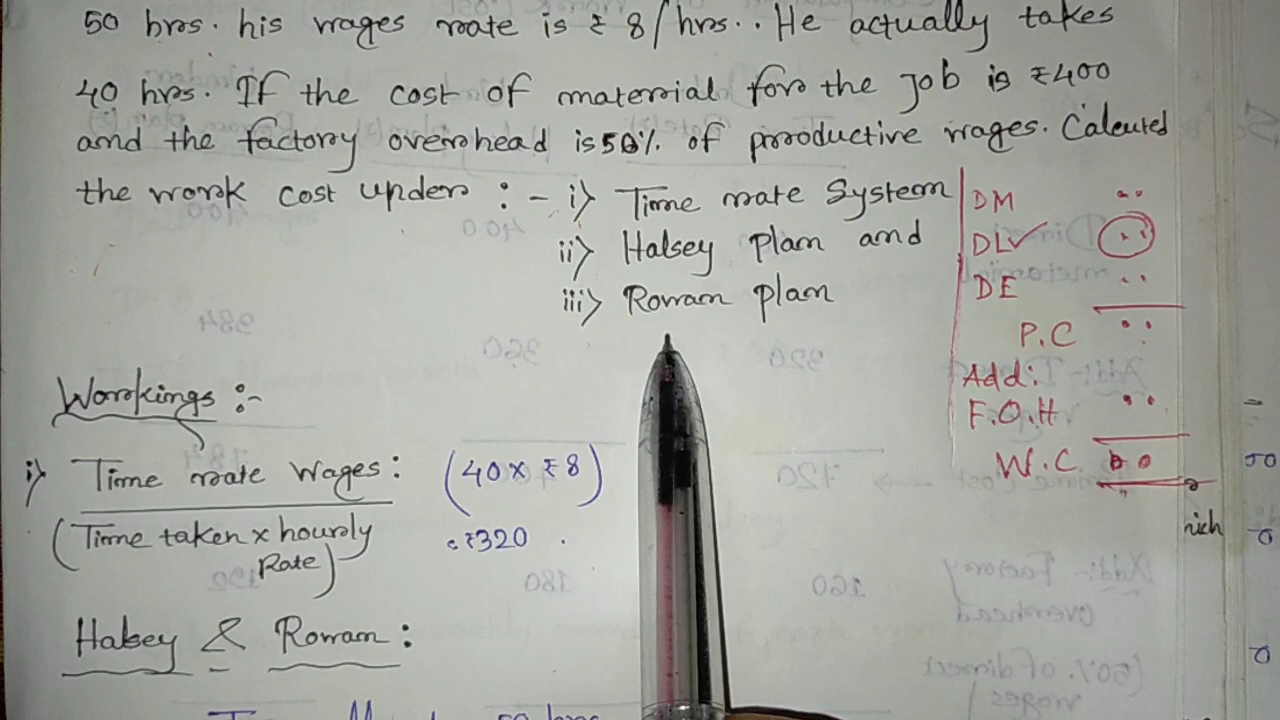 50 hrs. his wages rate is ₹ 8/hrs.. He actually takes
40 hrs. If the cost of material for the job is ₹400
and the factory overhead is 50% of productive wages. Calculated
the work cost under :- i) Time rate System
ii) Halsey plan and
iii) Rowan plan
DM ..
DL ✓ ..
DE ..
P.C ..
Add:
F.O.H ..
W.C
Workings :-
i) Time rate wages : (40 x ₹ 8)
(Time taken x hourly Rate) ₹320 .
Halsey & Rowan :